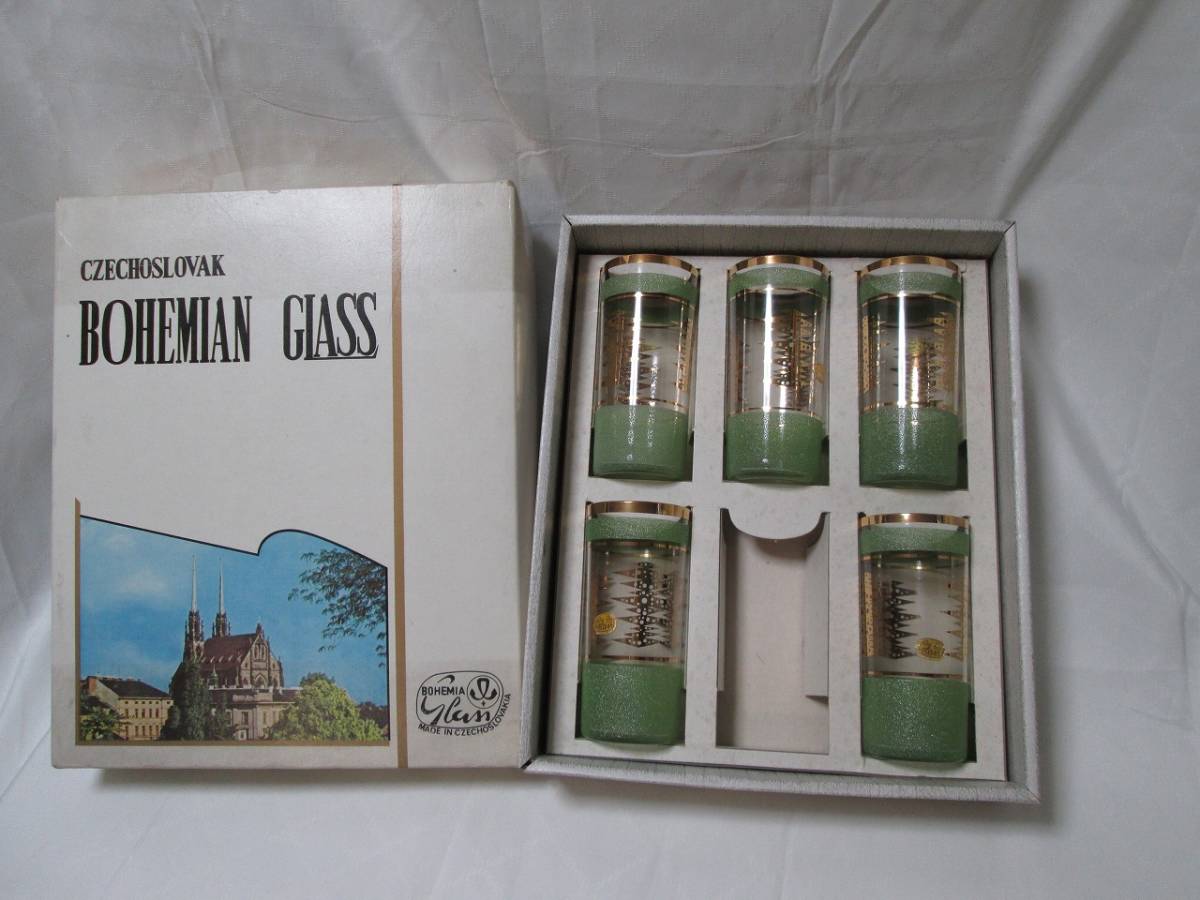 CZECHOSLOVAK
BOHEMIAN GLASS
BOHEMIA
Glass
MADE IN CZECHOSLOVAKIA